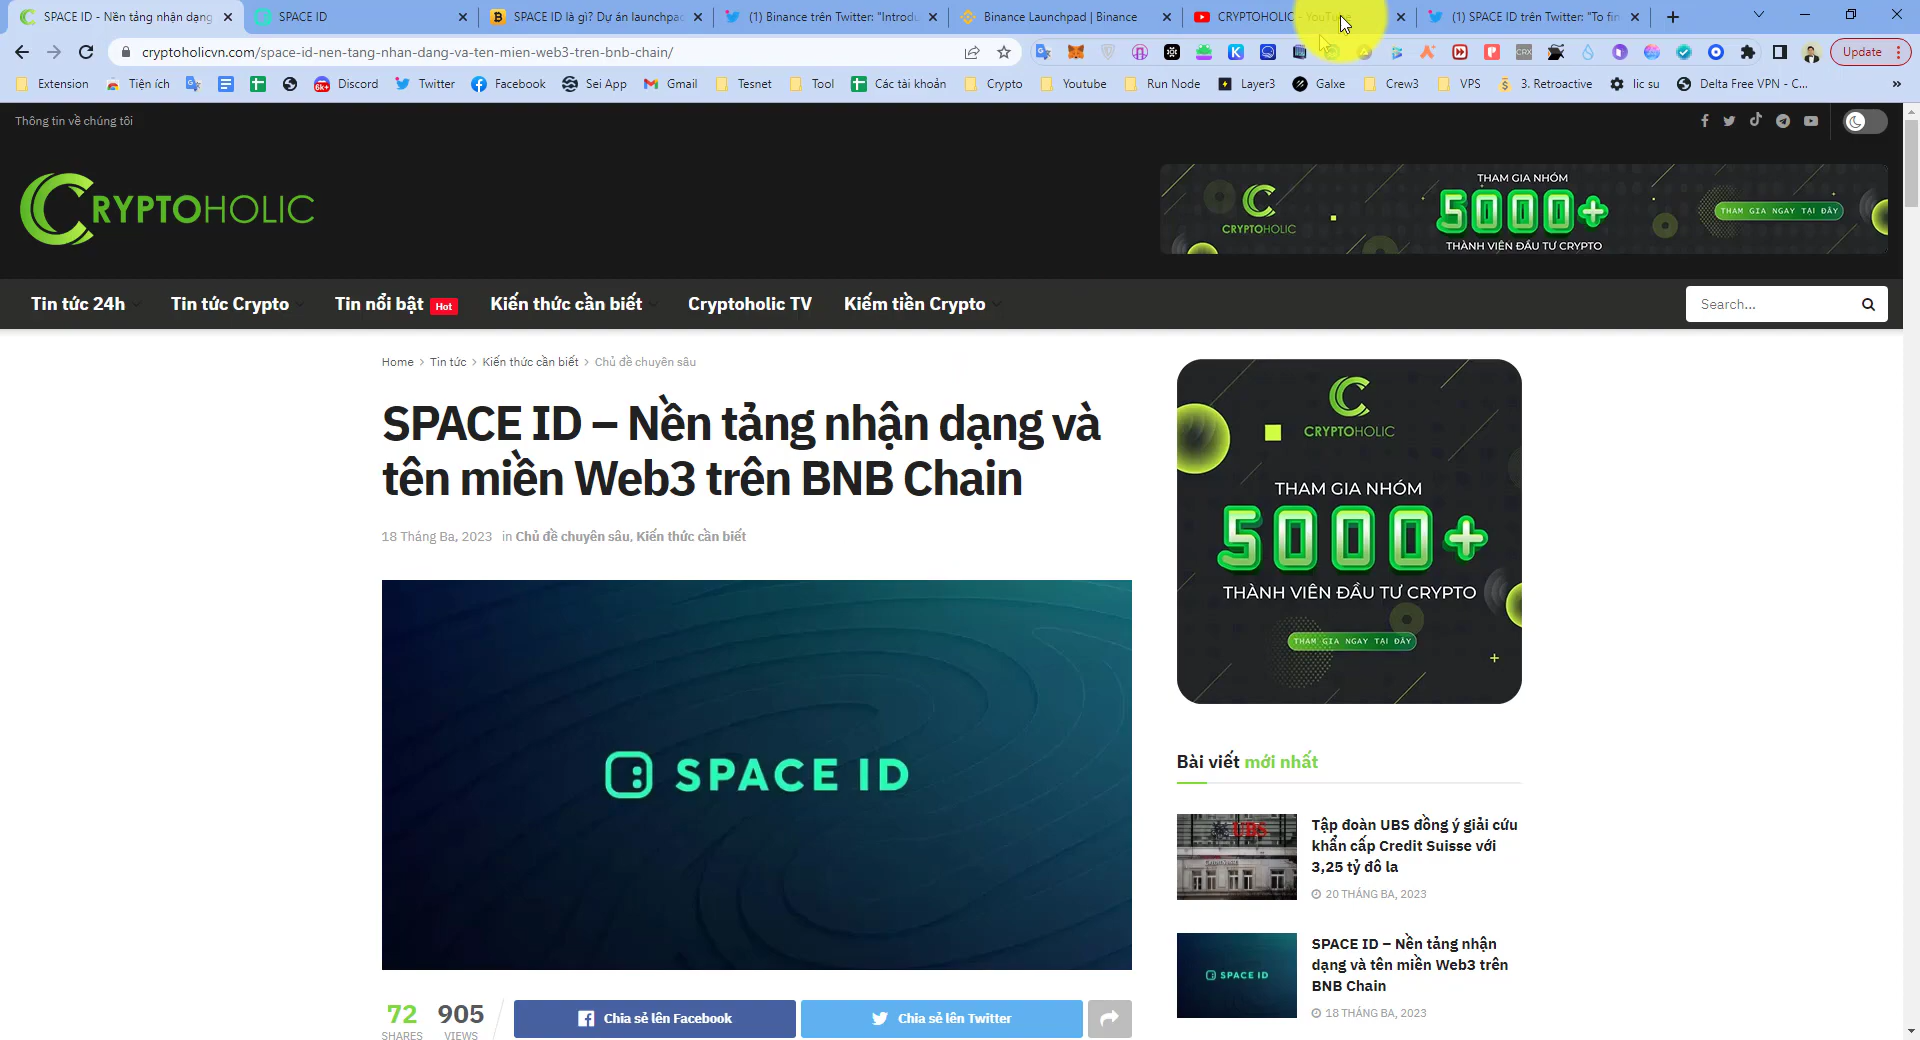 SPACE ID - Nền tảng nhận dạng
SPACE ID
SPACE ID là gì? Dự án launchpad
(1) Binance trên Twitter: "Introdu
Binance Launchpad | Binance
CRYPTOHOLIC - YouTube
(1) SPACE ID trên Twitter: "To fin
cryptoholicvn.com/space-id-nen-tang-nhan-dang-va-ten-mien-web3-tren-bnb-chain/
Update
Extension
Tiện ích
6k+
Discord
Twitter
Facebook
Sei App
Gmail
Tesnet
Tool
Các tài khoản
Crypto
Youtube
Run Node
Layer3
Galxe
Crew3
VPS
3. Retroactive
lic su
Delta Free VPN - C...
Thông tin về chúng tôi
CRYPTOHOLIC
CRYPTOHOLIC
THAM GIA NHÓM
5000+
THÀNH VIÊN ĐẦU TƯ CRYPTO
THAM GIA NGAY TẠI ĐÂY
Tin tức 24h
Tin tức Crypto
Tin nổi bật Hot
Kiến thức cần biết
Cryptoholic TV
Kiếm tiền Crypto
Search...
Home > Tin tức > Kiến thức cần biết > Chủ đề chuyên sâu
SPACE ID – Nền tảng nhận dạng và
tên miền Web3 trên BNB Chain
18 Tháng Ba, 2023 in Chủ đề chuyên sâu, Kiến thức cần biết
SPACE ID
72
SHARES
905
VIEWS
Chia sẻ lên Facebook
Chia sẻ lên Twitter
CRYPTOHOLIC
THAM GIA NHÓM
5000+
THÀNH VIÊN ĐẦU TƯ CRYPTO
THAM GIA NGAY TẠI ĐÂY
Bài viết mới nhất
UBS
Tập đoàn UBS đồng ý giải cứu
khẩn cấp Credit Suisse với
3,25 tỷ đô la
20 THÁNG BA, 2023
SPACE ID
SPACE ID – Nền tảng nhận
dạng và tên miền Web3 trên
BNB Chain
18 THÁNG BA, 2023